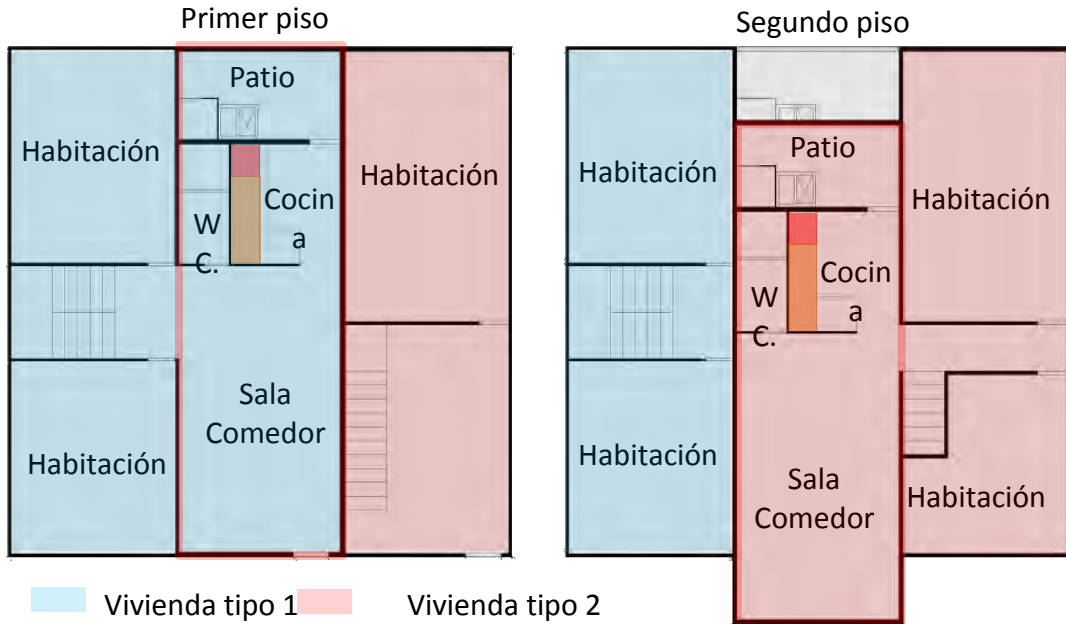 Primer piso
Patio
Habitación
Habitación
W
C.
Cocin
a
Sala
Comedor
Habitación
Segundo piso
Patio
Habitación
Habitación
W
C.
Cocin
a
Habitación
Sala
Comedor
Habitación
Vivienda tipo 1
Vivienda tipo 2